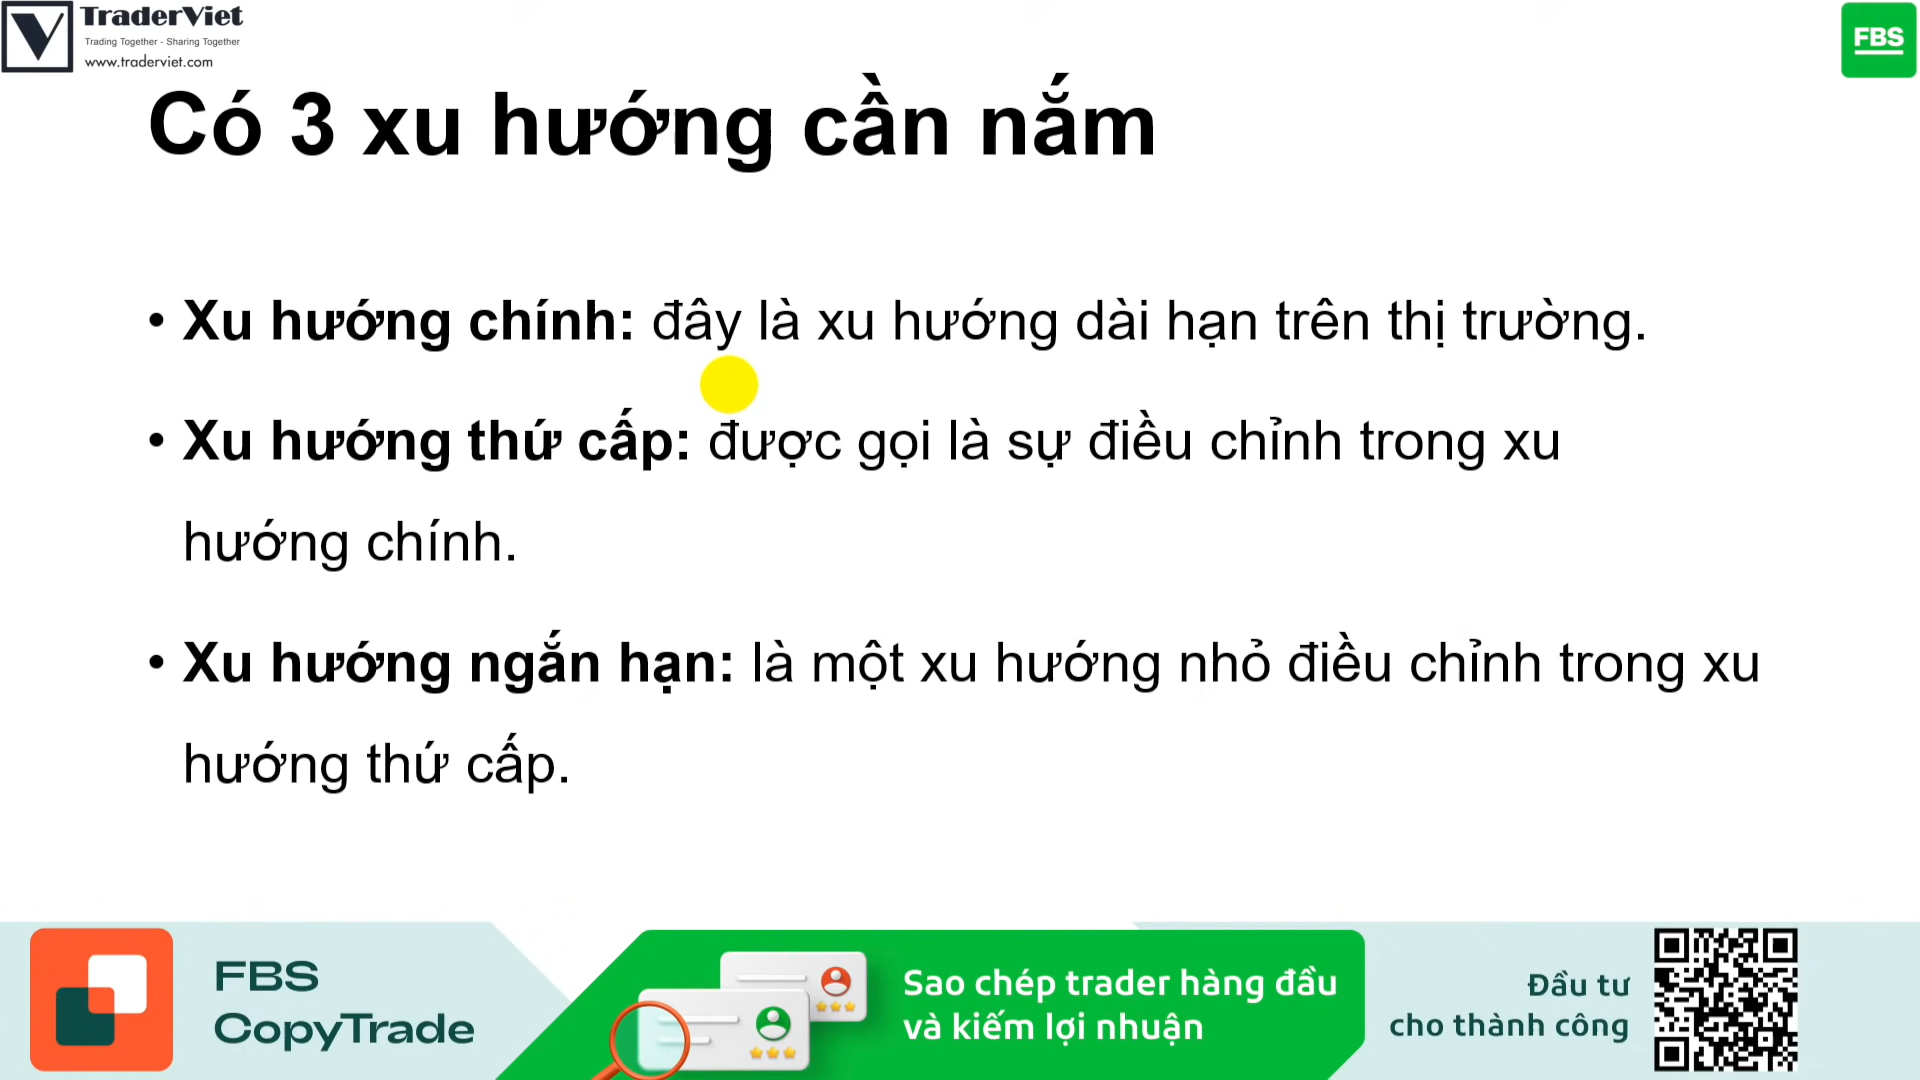 TraderViet
Trading Together - Sharing Together
www.traderviet.com
FBS
Có 3 xu hướng cần nắm
• Xu hướng chính: đây là xu hướng dài hạn trên thị trường.
• Xu hướng thứ cấp: được gọi là sự điều chỉnh trong xu
hướng chính.
• Xu hướng ngắn hạn: là một xu hướng nhỏ điều chỉnh trong xu
hướng thứ cấp.
FBS
CopyTrade
Sao chép trader hàng đầu
và kiếm lợi nhuận
Đầu tư
cho thành công